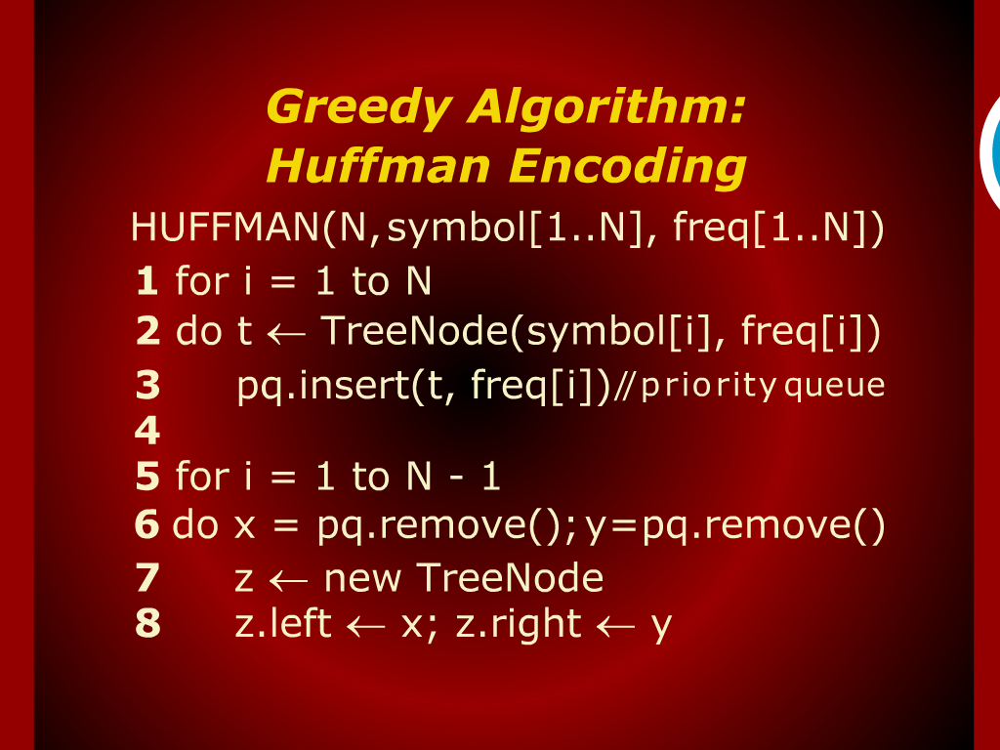 Greedy Algorithm:
Huffman Encoding
HUFFMAN(N, symbol[1..N], freq[1..N])
1 for i = 1 to N
2 do t ← TreeNode(symbol[i], freq[i])
3 pq.insert(t, freq[i])//priority queue
4
5 for i = 1 to N - 1
6 do x = pq.remove(); y=pq.remove()
7 z ← new TreeNode
8 z.left ← x; z.right ← y